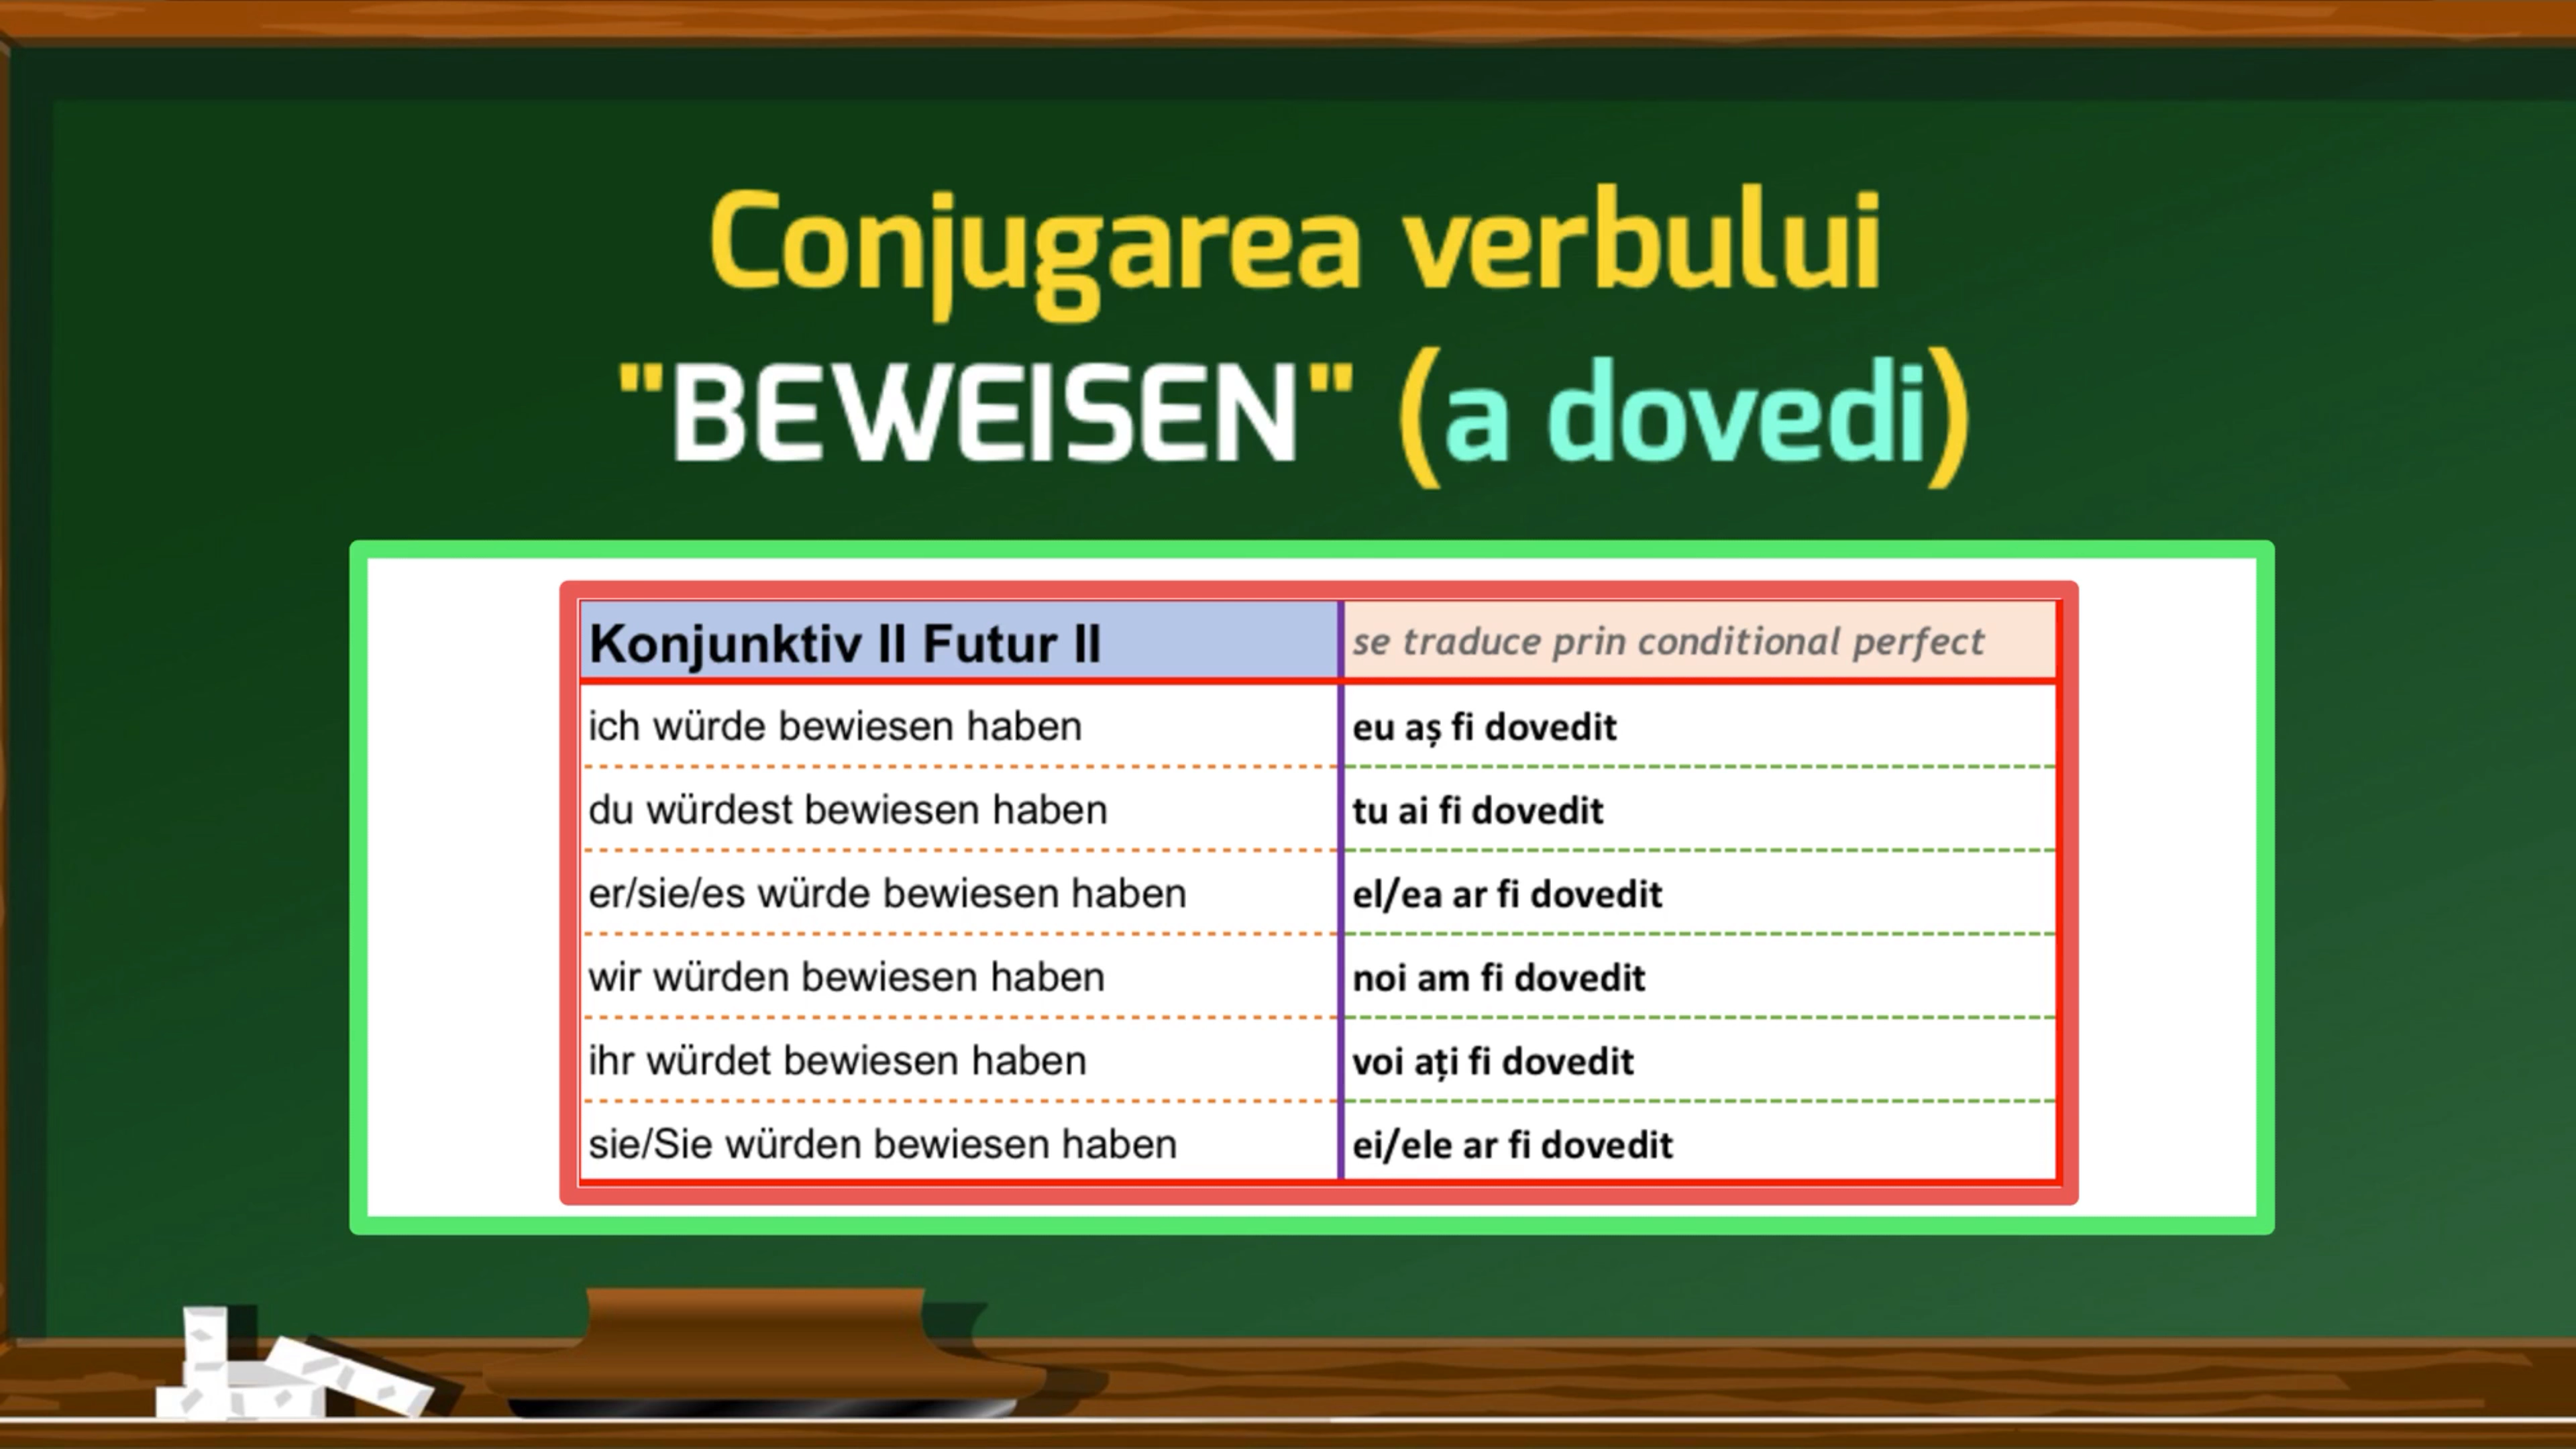 Conjugarea verbului
"BEWEISEN" (a dovedi)
Konjunktiv II Futur II se traduce prin conditional perfect
ich würde bewiesen haben eu aș fi dovedit
du würdest bewiesen haben tu ai fi dovedit
er/sie/es würde bewiesen haben el/ea ar fi dovedit
wir würden bewiesen haben noi am fi dovedit
ihr würdet bewiesen haben voi ați fi dovedit
sie/Sie würden bewiesen haben ei/ele ar fi dovedit